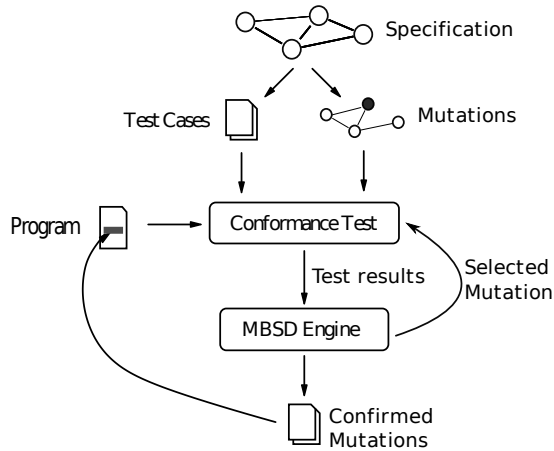 Specification
Test Cases
Mutations
Program
Conformance Test
Test results
Selected
Mutation
MBSD Engine
Confirmed
Mutations